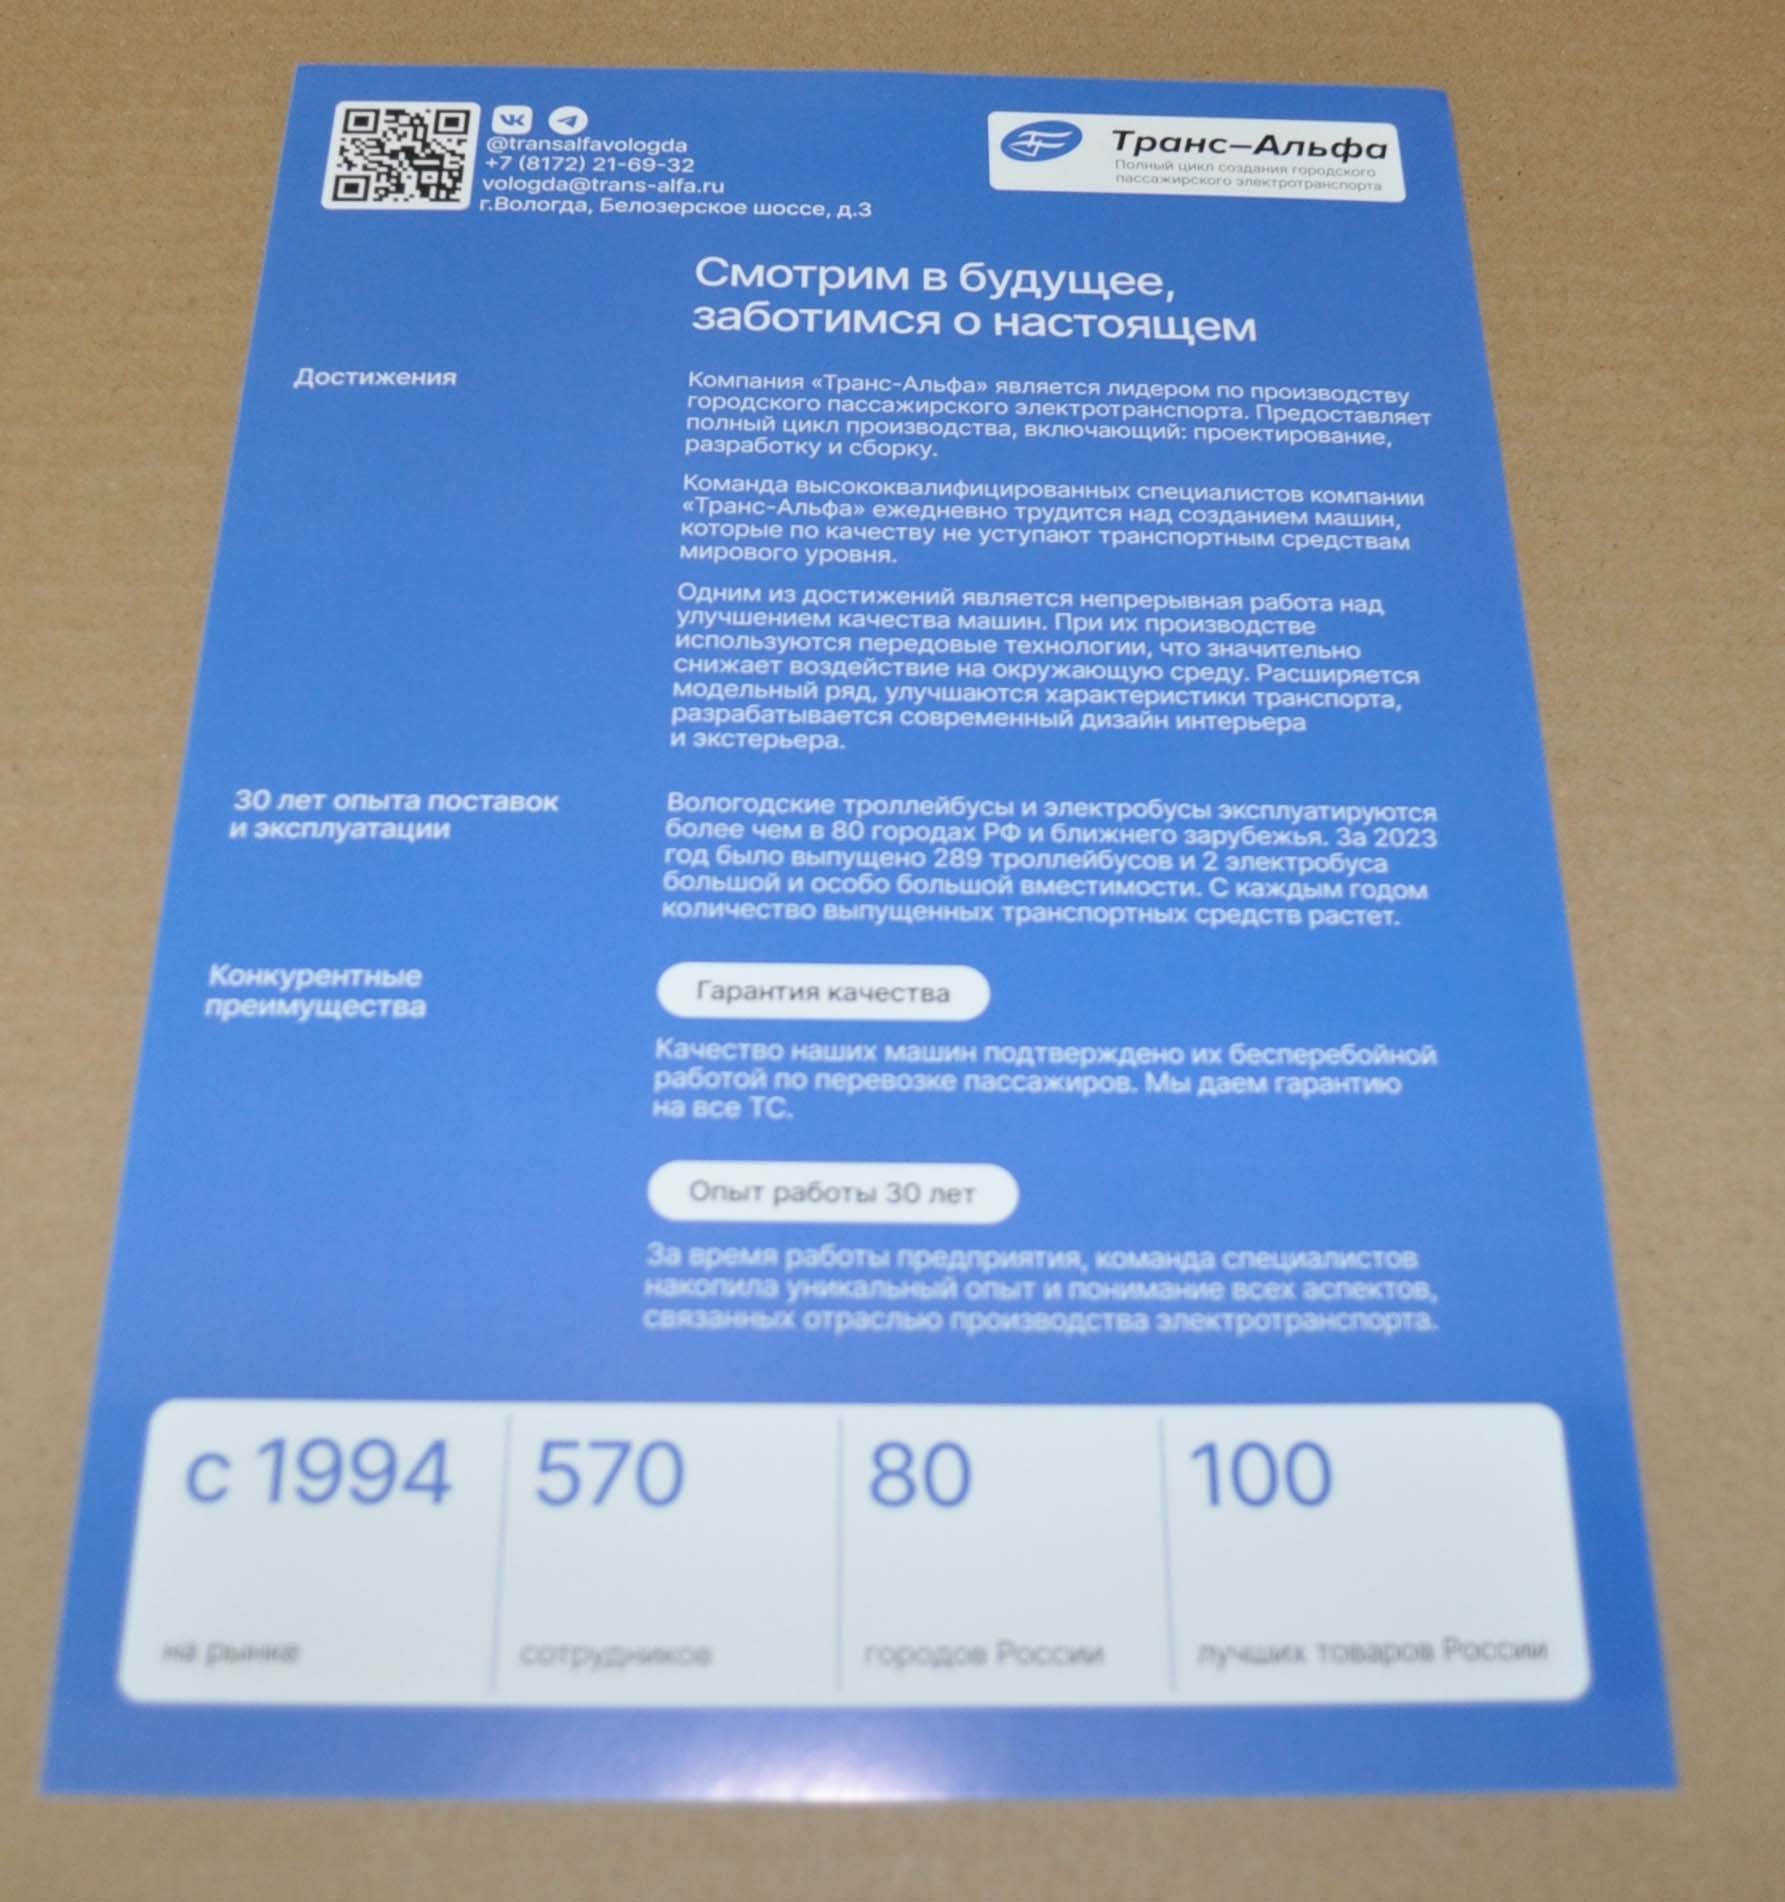 @transalfavologda
+7 (8172) 21-69-32
vologda@trans-alfa.ru
г.Вологда, Белозерское шоссе, д.3
Транс–Альфа
Полный цикл создания городского
пассажирского электротранспорта
Смотрим в будущее,
заботимся о настоящем
Достижения
Компания «Транс-Альфа» является лидером по производству
городского пассажирского электротранспорта. Предоставляет
полный цикл производства, включающий: проектирование,
разработку и сборку.
Команда высококвалифицированных специалистов компании
«Транс-Альфа» ежедневно трудится над созданием машин,
которые по качеству не уступают транспортным средствам
мирового уровня.
Одним из достижений является непрерывная работа над
улучшением качества машин. При их производстве
используются передовые технологии, что значительно
снижает воздействие на окружающую среду. Расширяется
модельный ряд, улучшаются характеристики транспорта,
разрабатывается современный дизайн интерьера
и экстерьера.
30 лет опыта поставок
и эксплуатации
Вологодские троллейбусы и электробусы эксплуатируются
более чем в 80 городах РФ и ближнего зарубежья. За 2023
год было выпущено 289 троллейбусов и 2 электробуса
большой и особо большой вместимости. С каждым годом
количество выпущенных транспортных средств растет.
Конкурентные
преимущества
Гарантия качества
Качество наших машин подтверждено их бесперебойной
работой по перевозке пассажиров. Мы даем гарантию
на все ТС.
Опыт работы 30 лет
За время работы предприятия, команда специалистов
накопила уникальный опыт и понимание всех аспектов,
связанных отраслью производства электротранспорта.
с 1994
на рынке
570
сотрудников
80
городов России
100
лучших товаров России